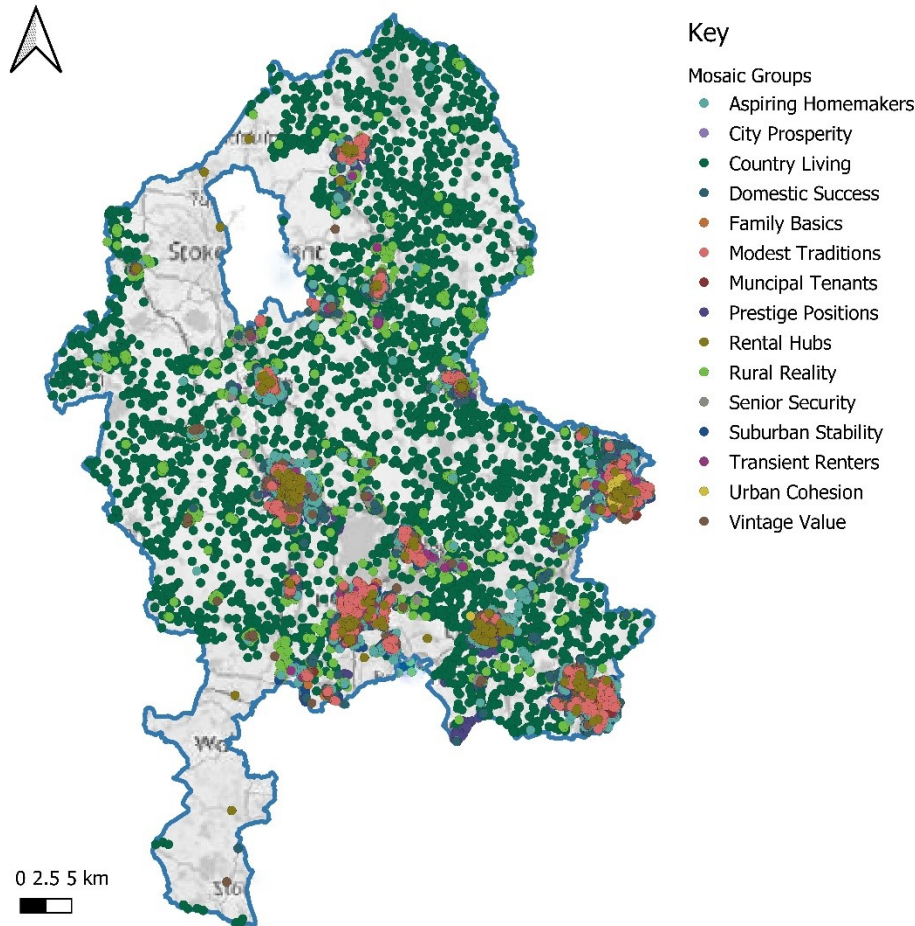 Key
Mosaic Groups
Aspiring Homemakers
City Prosperity
Country Living
Domestic Success
Family Basics
Modest Traditions
Muncipal Tenants
Prestige Positions
Rental Hubs
Rural Reality
Senior Security
Suburban Stability
Transient Renters
Urban Cohesion
Vintage Value
0 2.5 5 km